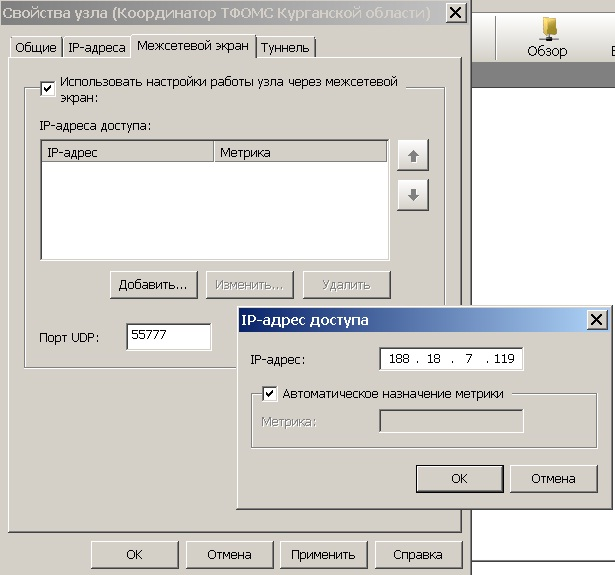 Свойства узла (Координатор ТФОМС Курганской области)
Обзор
Общие IP-адреса Межсетевой экран Туннель
Использовать настройки работы узла через межсетевой
экран:
IP-адреса доступа:
IP-адрес Метрика
Добавить... Изменить... Удалить
Порт UDP: 55777
IP-адрес доступа
IP-адрес: 188 . 18 . 7 . 119
Автоматическое назначение метрики
Метрика:
OK Отмена
OK Отмена Применить Справка